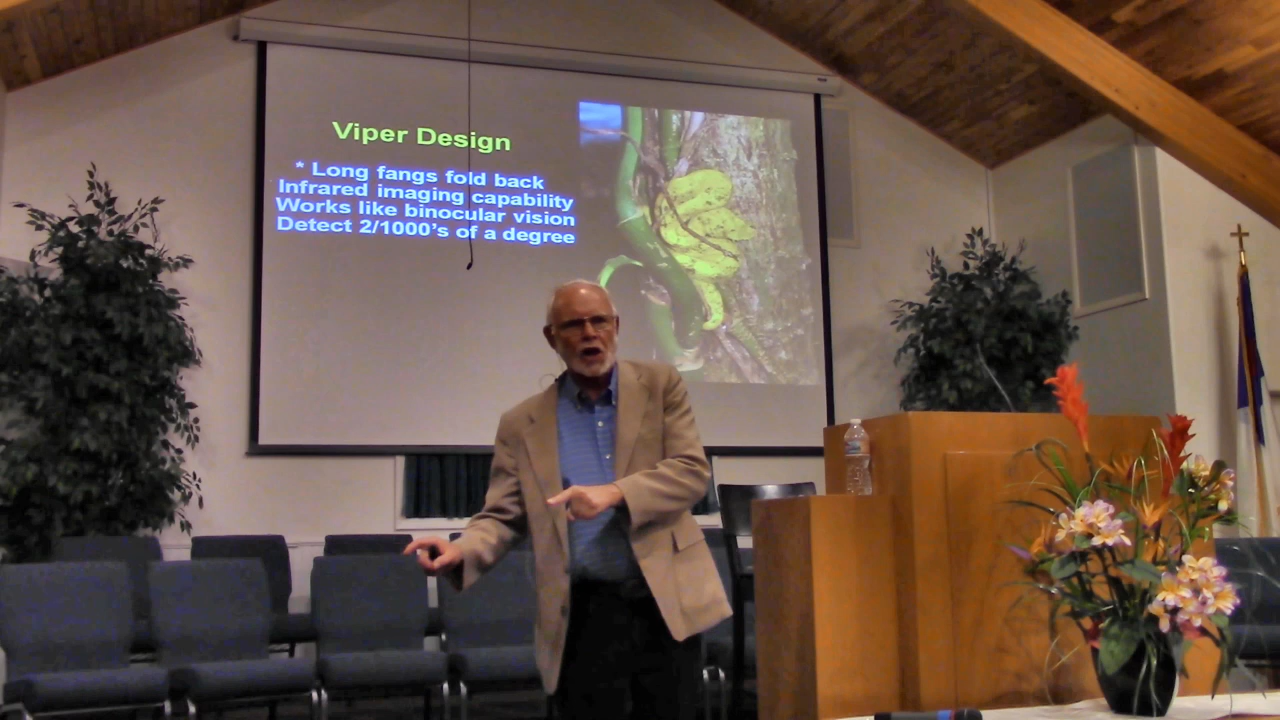 Viper Design
* Long fangs fold back
Infrared imaging capability
Works like binocular vision
Detect 2/1000's of a degree